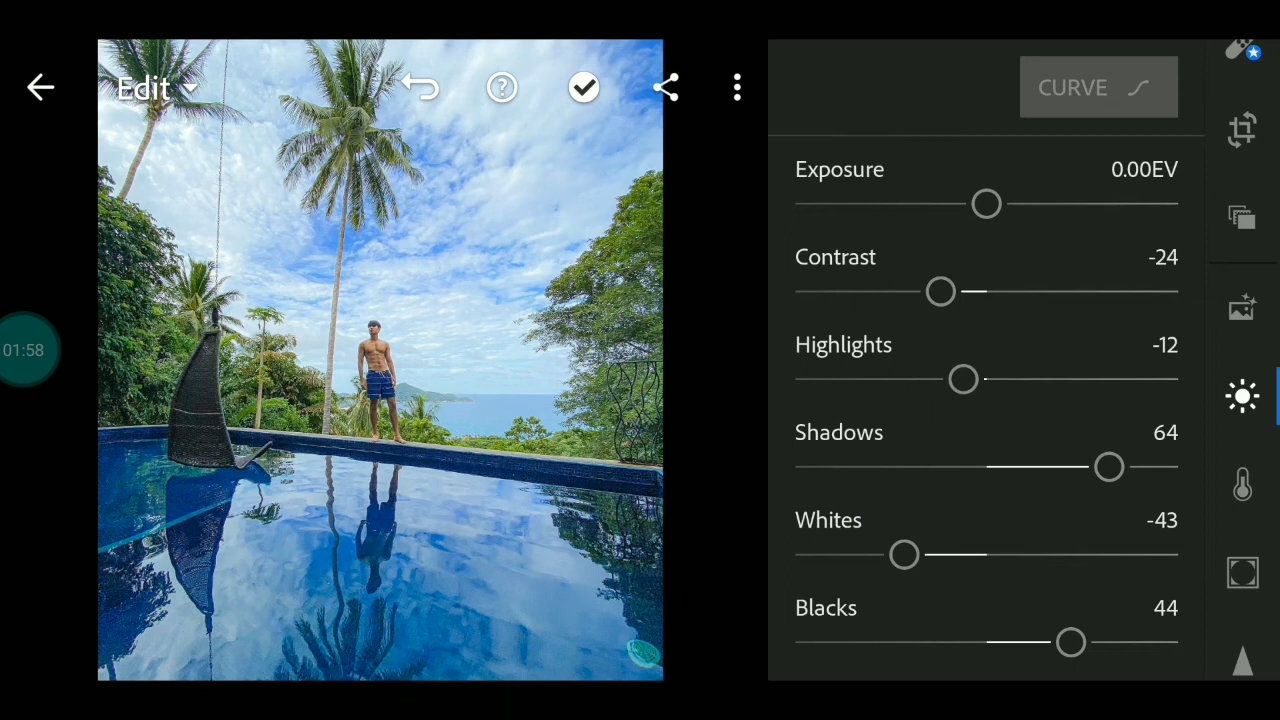 Edit
CURVE
Exposure 0.00EV
Contrast -24
01:58
Highlights -12
Shadows 64
Whites -43
Blacks 44